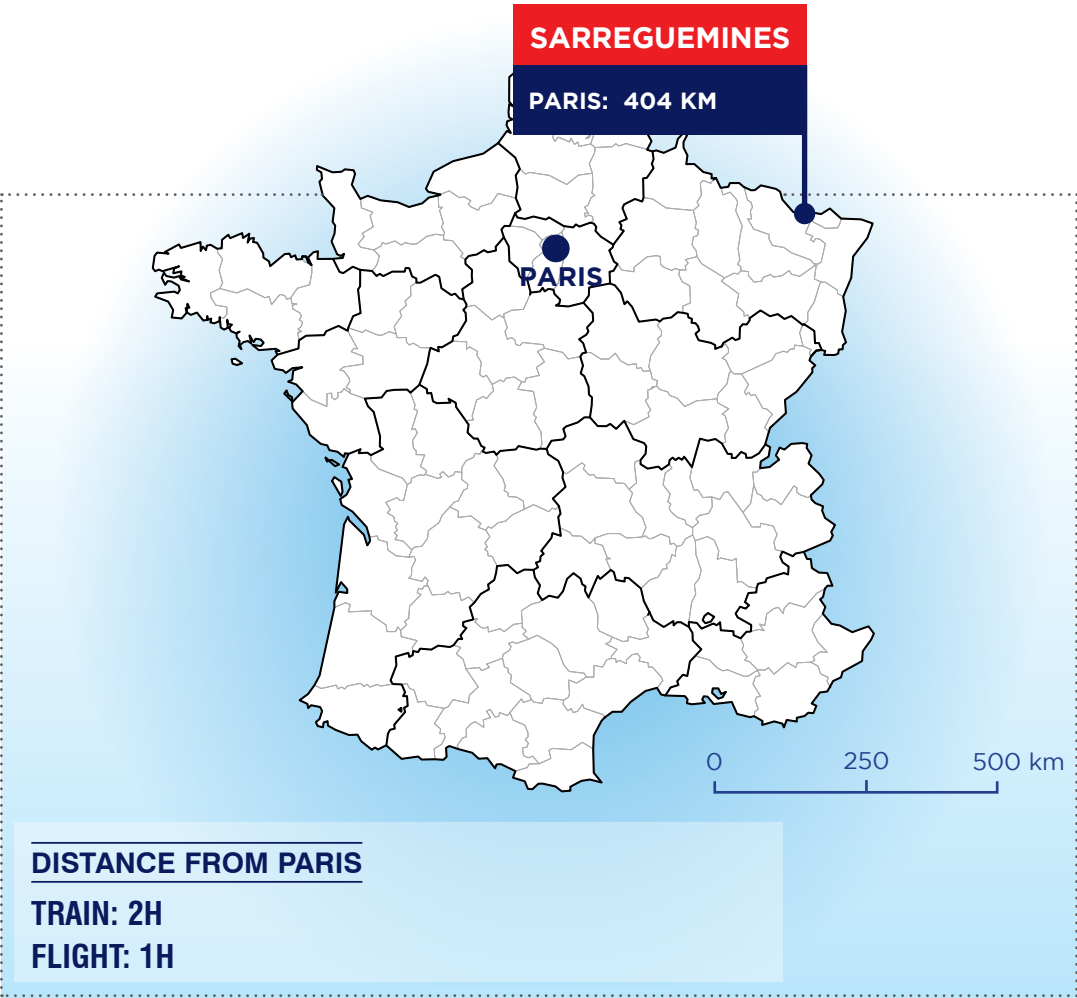 SARREGUEMINES
PARIS: 404 KM
PARIS
0 250 500 km
DISTANCE FROM PARIS
TRAIN: 2H
FLIGHT: 1H